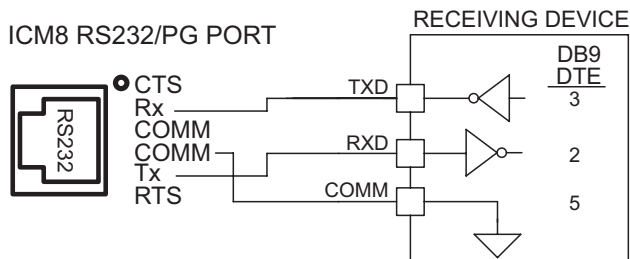 RECEIVING DEVICE
ICM8 RS232/PG PORT
DB9
DTE
CTS
Rx
COMM
COMM
Tx
RTS
RS232
TXD
3
RXD
2
COMM
5